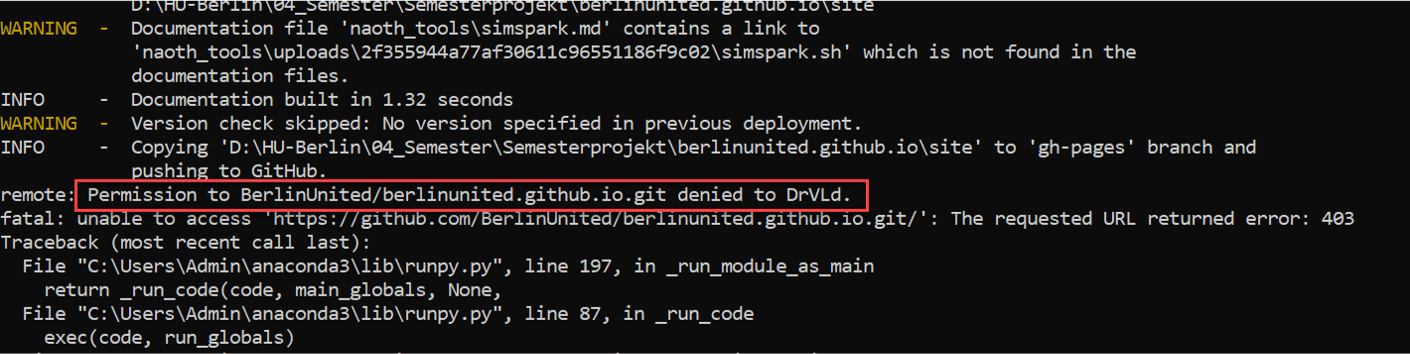 D:\HU-Berlin\04_Semester\Semesterprojekt\berlinunited.github.io\site
WARNING  -  Documentation file 'naoth_tools\simspark.md' contains a link to
'naoth_tools\uploads\2f355944a77af30611c96551186f9c02\simspark.sh' which is not found in the
documentation files.
INFO     -  Documentation built in 1.32 seconds
WARNING  -  Version check skipped: No version specified in previous deployment.
INFO     -  Copying 'D:\HU-Berlin\04_Semester\Semesterprojekt\berlinunited.github.io\site' to 'gh-pages' branch and
pushing to GitHub.
remote: Permission to BerlinUnited/berlinunited.github.io.git denied to DrVLd.
fatal: unable to access 'https://github.com/BerlinUnited/berlinunited.github.io.git/': The requested URL returned error: 403
Traceback (most recent call last):
File "C:\Users\Admin\anaconda3\lib\runpy.py", line 197, in _run_module_as_main
return _run_code(code, main_globals, None,
File "C:\Users\Admin\anaconda3\lib\runpy.py", line 87, in _run_code
exec(code, run_globals)